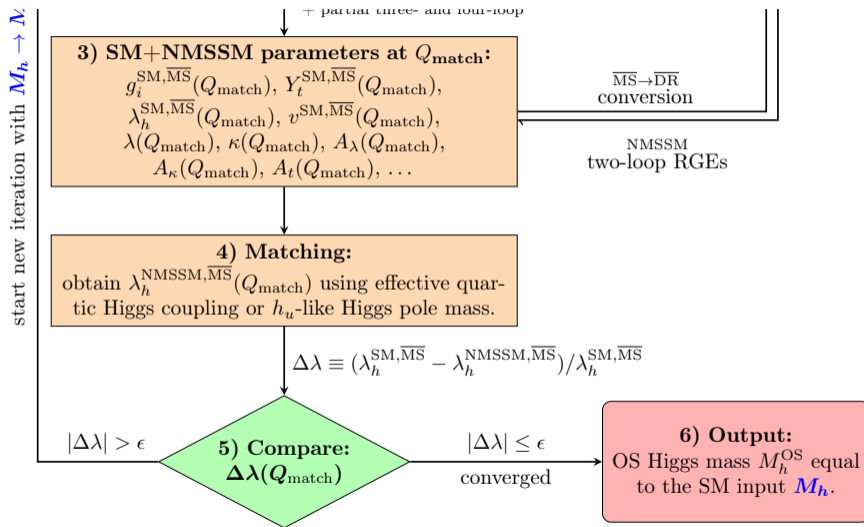 + partial three- and four-loop
start new iteration with M_h →
3) SM+NMSSM parameters at Q_match:
g_i^{SM,\overline{MS}}(Q_match), Y_t^{SM,\overline{MS}}(Q_match),
λ_h^{SM,\overline{MS}}(Q_match), v^{SM,\overline{MS}}(Q_match),
λ(Q_match), κ(Q_match), A_λ(Q_match),
A_κ(Q_match), A_t(Q_match), …
\overline{MS}→\overline{DR}
conversion
NMSSM
two-loop RGEs
4) Matching:
obtain λ_h^{NMSSM,\overline{MS}}(Q_match) using effective quar-
tic Higgs coupling or h_u-like Higgs pole mass.
Δλ ≡ (λ_h^{SM,\overline{MS}} − λ_h^{NMSSM,\overline{MS}})/λ_h^{SM,\overline{MS}}
|Δλ| > ϵ
5) Compare:
Δλ(Q_match)
|Δλ| ≤ ϵ
converged
6) Output:
OS Higgs mass M_h^{OS} equal
to the SM input M_h.